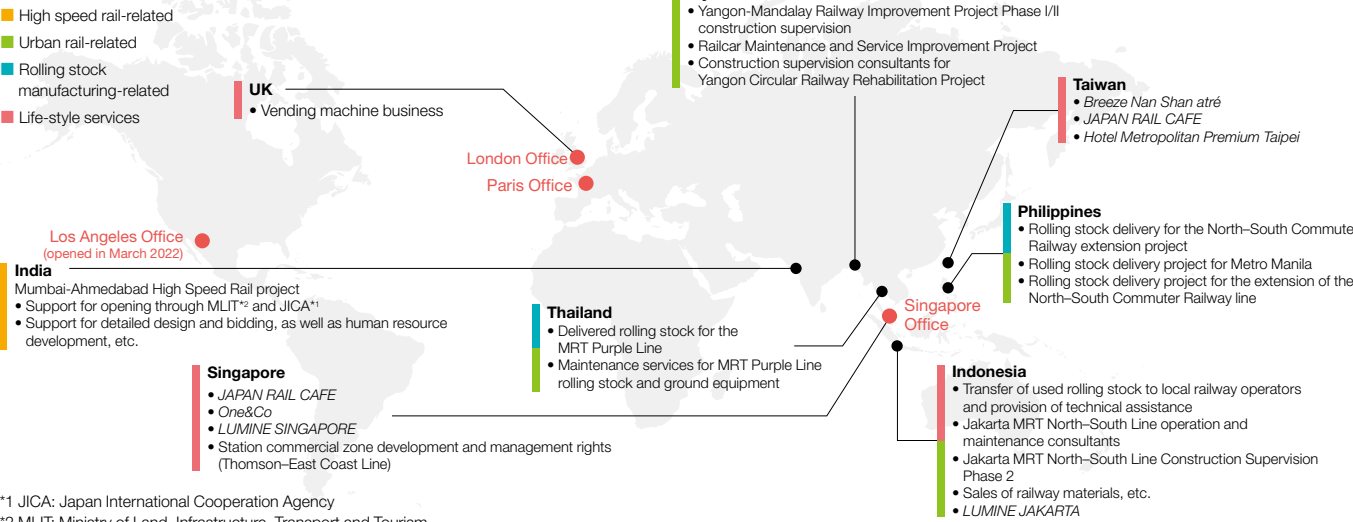 High speed rail-related
Urban rail-related
Rolling stock
manufacturing-related
Life-style services
UK
• Vending machine business
• Yangon-Mandalay Railway Improvement Project Phase I/II
construction supervision
• Railcar Maintenance and Service Improvement Project
• Construction supervision consultants for
Yangon Circular Railway Rehabilitation Project
Taiwan
• Breeze Nan Shan atré
• JAPAN RAIL CAFE
• Hotel Metropolitan Premium Taipei
London Office
Paris Office
Los Angeles Office
(opened in March 2022)
Philippines
• Rolling stock delivery for the North–South Commute
Railway extension project
• Rolling stock delivery project for Metro Manila
• Rolling stock delivery project for the extension of the
North–South Commuter Railway line
India
Mumbai-Ahmedabad High Speed Rail project
• Support for opening through MLIT*2 and JICA*1
• Support for detailed design and bidding, as well as human resource
development, etc.
Thailand
• Delivered rolling stock for the
MRT Purple Line
• Maintenance services for MRT Purple Line
rolling stock and ground equipment
Singapore
Office
Singapore
• JAPAN RAIL CAFE
• One&Co
• LUMINE SINGAPORE
• Station commercial zone development and management rights
(Thomson–East Coast Line)
Indonesia
• Transfer of used rolling stock to local railway operators
and provision of technical assistance
• Jakarta MRT North–South Line operation and
maintenance consultants
• Jakarta MRT North–South Line Construction Supervision
Phase 2
• Sales of railway materials, etc.
• LUMINE JAKARTA
*1 JICA: Japan International Cooperation Agency
*2 MLIT: Ministry of Land, Infrastructure, Transport and Tourism